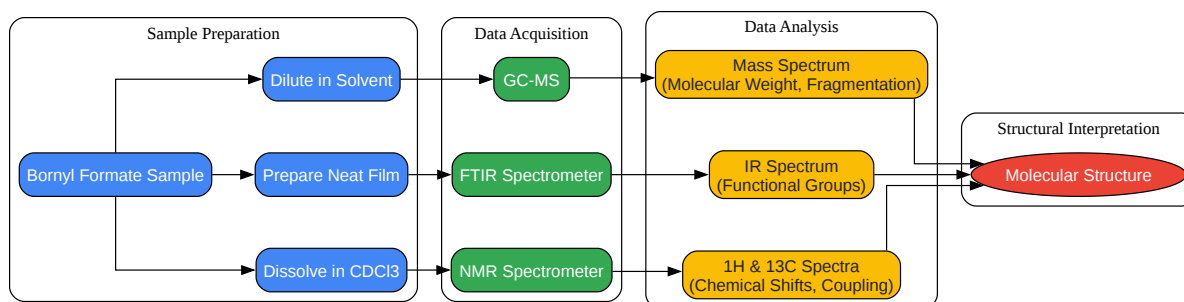 Sample Preparation
Data Acquisition
Data Analysis
Structural Interpretation
Bornyl Formate Sample
Dilute in Solvent
Prepare Neat Film
Dissolve in CDCl3
GC-MS
FTIR Spectrometer
NMR Spectrometer
Mass Spectrum
(Molecular Weight, Fragmentation)
IR Spectrum
(Functional Groups)
1H & 13C Spectra
(Chemical Shifts, Coupling)
Molecular Structure